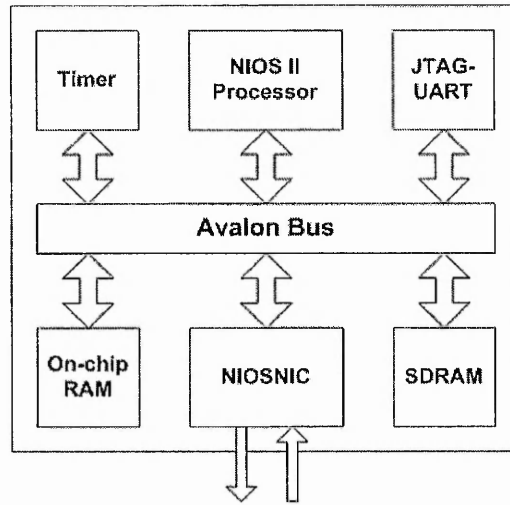 Timer
NIOS II
Processor
JTAG-
UART
Avalon Bus
On-chip
RAM
NIOSNIC
SDRAM